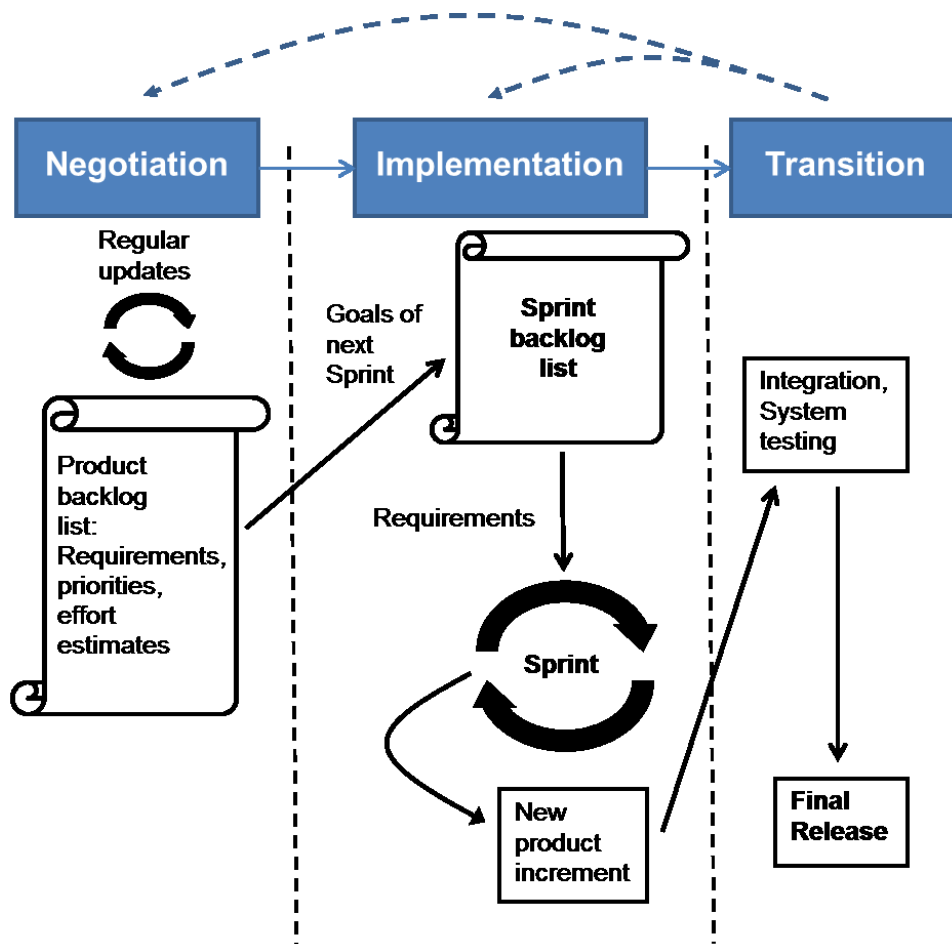 Negotiation
Implementation
Transition
Regular
updates
Product
backlog
list:
Requirements,
priorities,
effort
estimates
Goals of
next
Sprint
Sprint
backlog
list
Requirements
Sprint
New
product
increment
Integration,
System
testing
Final
Release